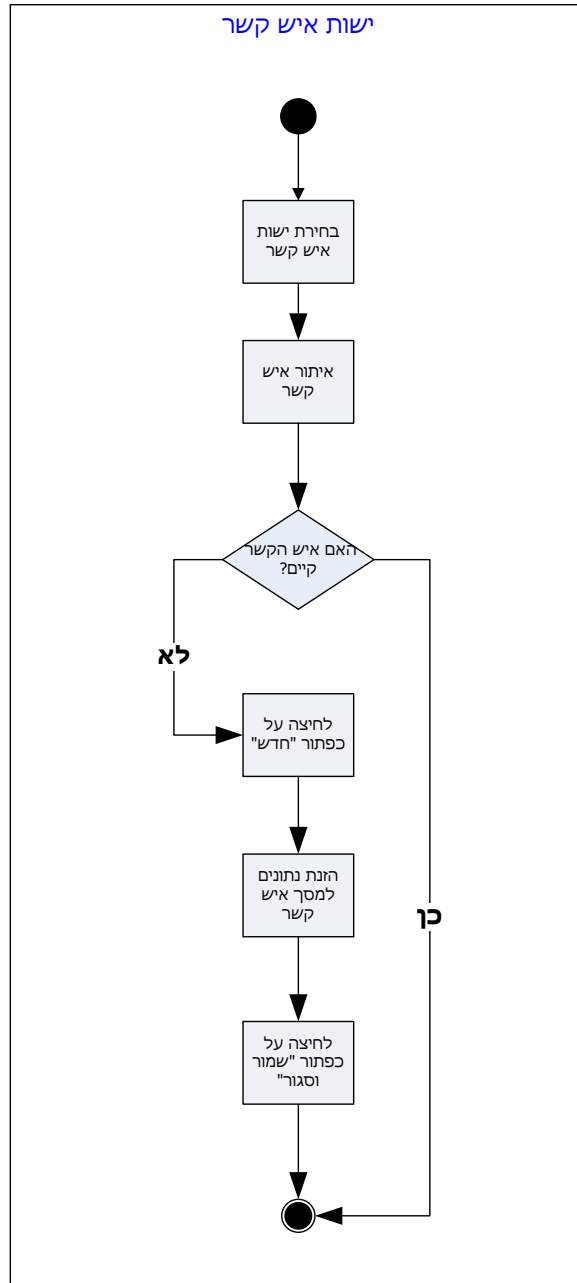 ישות איש קשר
בחירת ישות
איש קשר
איתור איש
קשר
האם איש הקשר
קיים?
לא
לחיצה על
כפתור "חדש"
הזנת נתונים
למסך איש
קשר
כן
לחיצה על
כפתור "שמור
וסגור"